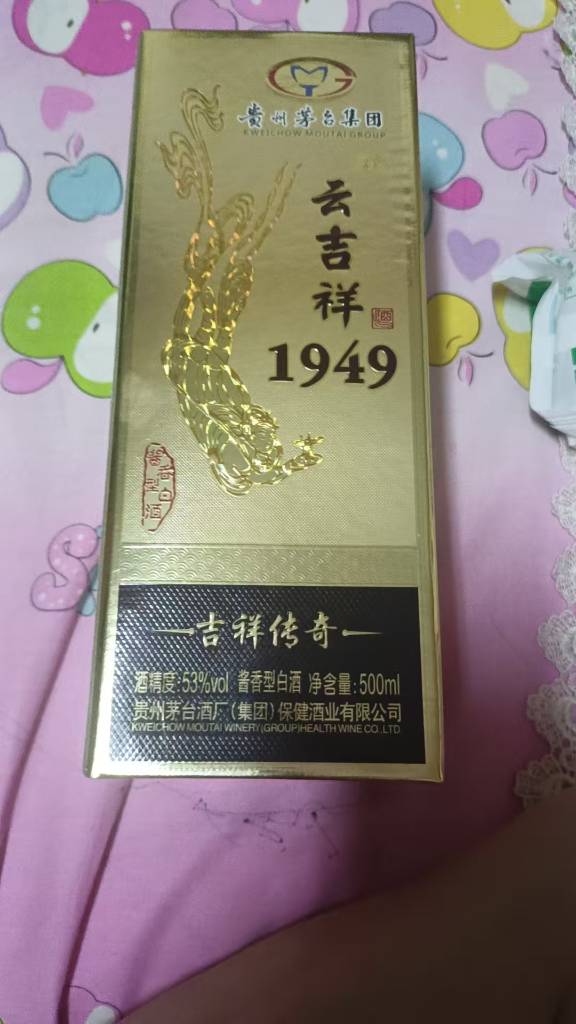 贵州茅台集团
KWEICHOW MOUTAI GROUP
云吉祥
酒
1949
酱香型白酒
吉祥传奇
酒精度:53%vol 酱香型白酒 净含量:500ml
贵州茅台酒厂(集团)保健酒业有限公司
KWEICHOW MOUTAI WINERY(GROUP)HEALTH WINE CO.,LTD